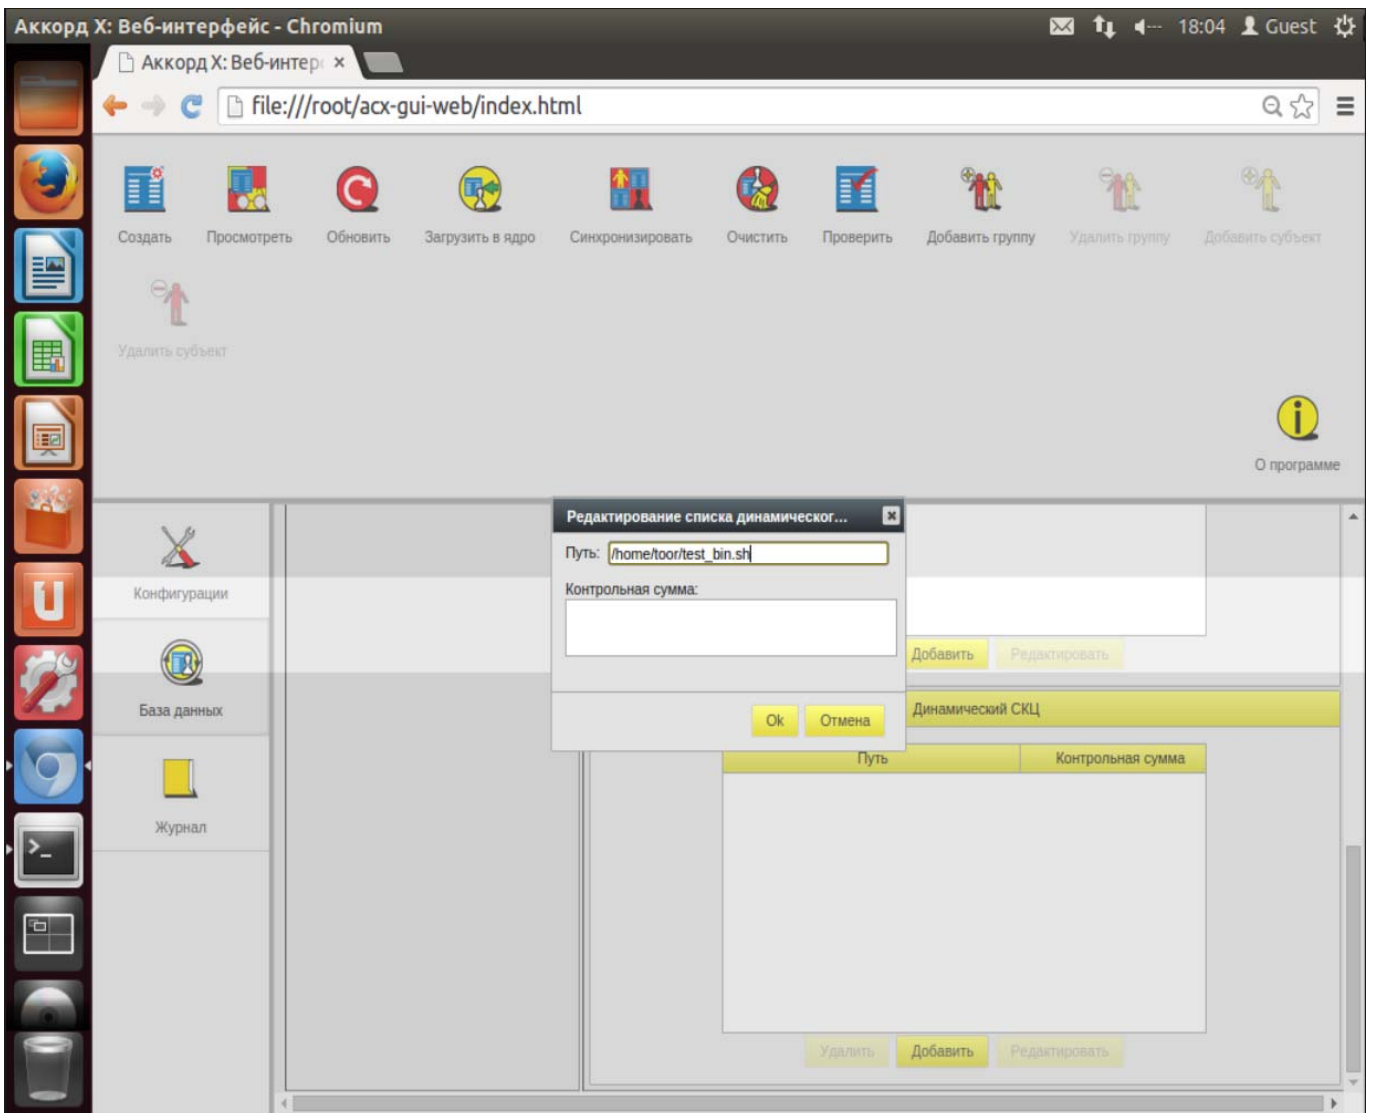 Аккорд X: Веб-интерфейс - Chromium
18:04 Guest
Аккорд X: Веб-интерф
file:///root/acx-gui-web/index.html
Создать Просмотреть Обновить Загрузить в ядро Синхронизировать Очистить Проверить Добавить группу Удалить группу Добавить субъект
Удалить субъект
О программе
Редактирование списка динамическог...
Путь: /home/toor/test_bin.sh
Контрольная сумма:
Конфигурации
Добавить Редактировать
База данных
Ok Отмена
Динамический СКЦ
Путь Контрольная сумма
Журнал
Удалить Добавить Редактировать